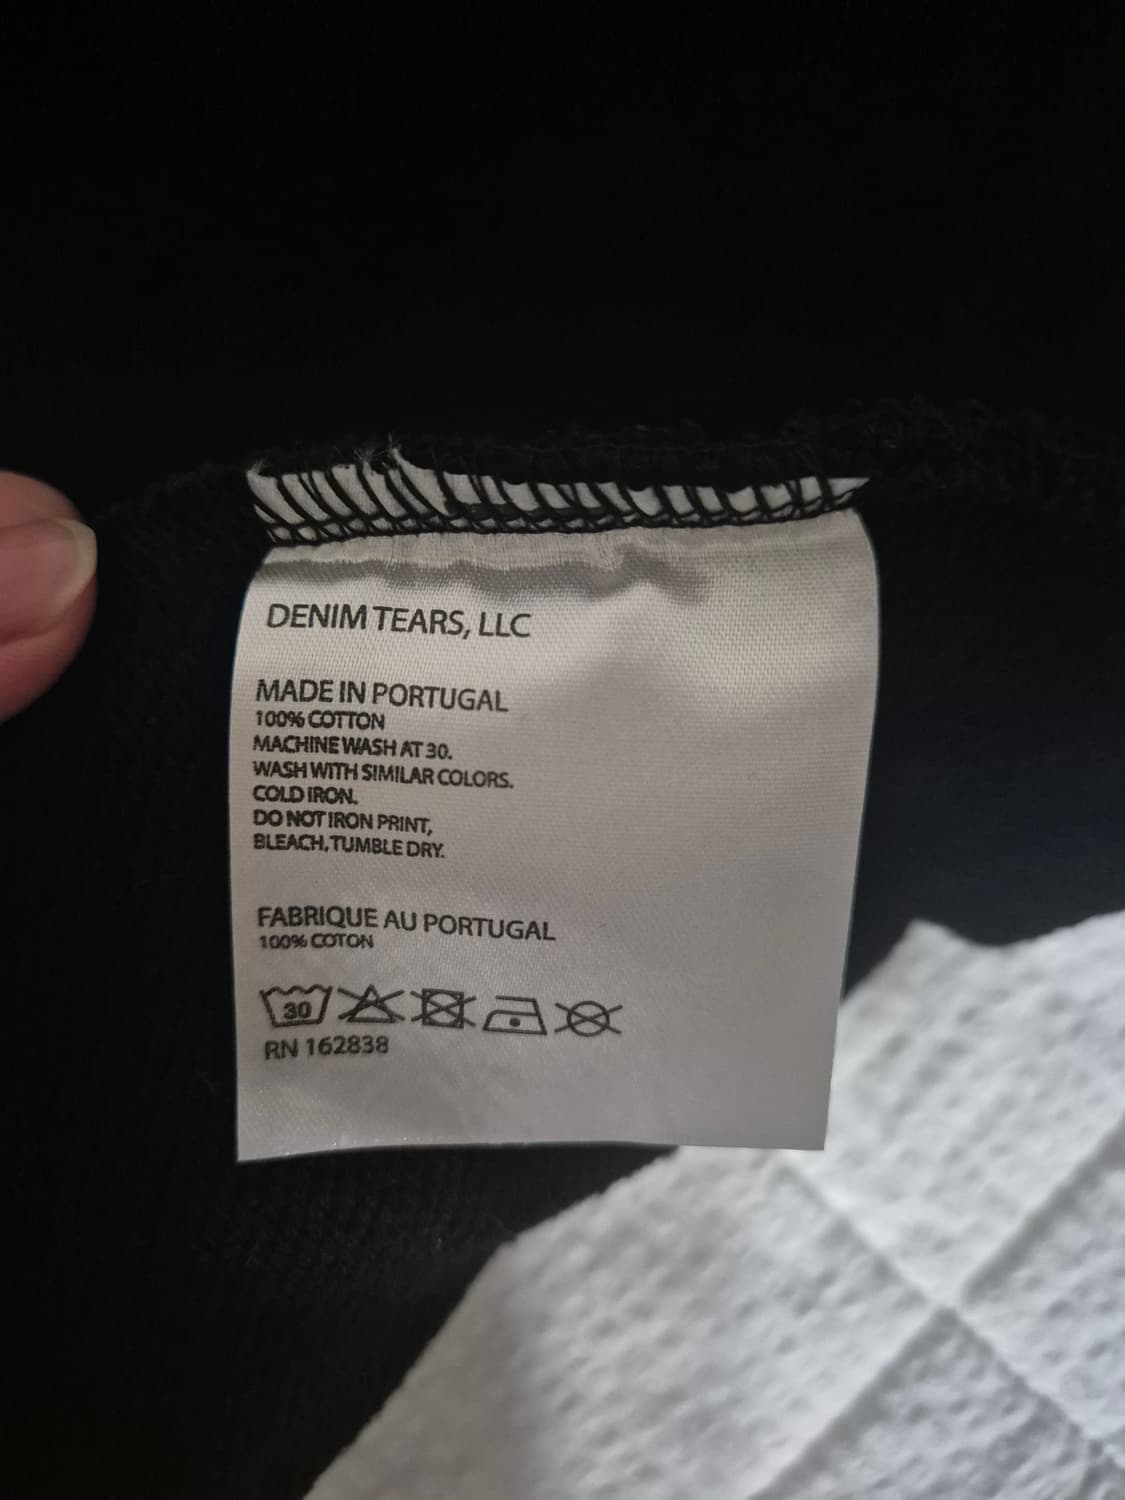 DENIM TEARS, LLC
MADE IN PORTUGAL
100% COTTON
MACHINE WASH AT 30.
WASH WITH SIMILAR COLORS.
COLD IRON.
DO NOT IRON PRINT,
BLEACH, TUMBLE DRY.
FABRIQUE AU PORTUGAL
100% COTON
30
RN 162838